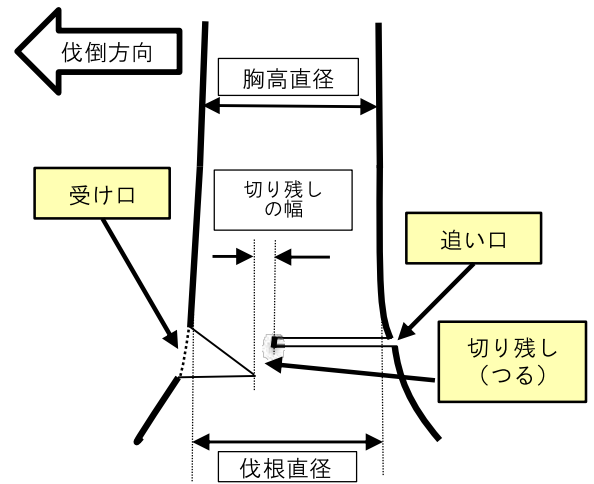 伐倒方向
胸高直径
受け口
切り残し
の幅
追い口
切り残し
（つる）
伐根直径